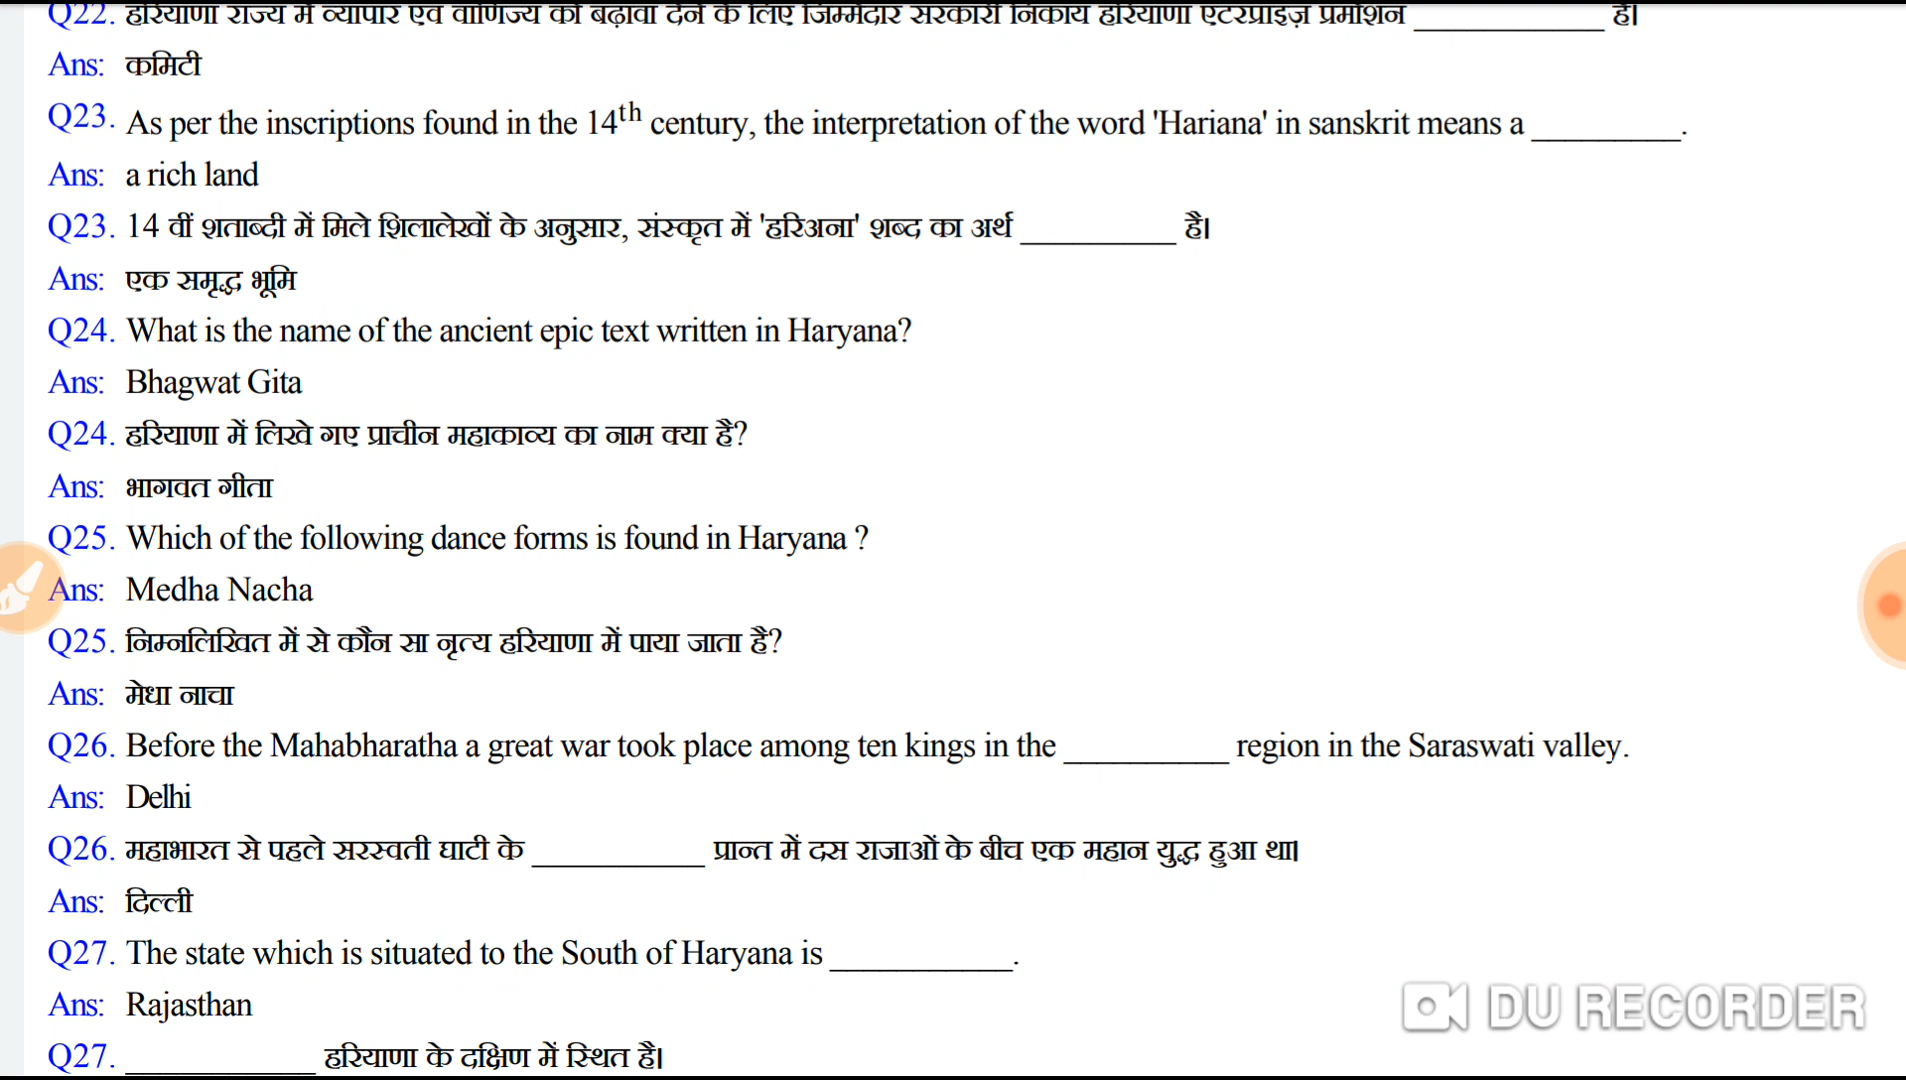 Q22. हरियाणा राज्य में व्यापार एवं वाणिज्य को बढ़ावा देने के लिए जिम्मेदार सरकारी निकाय हरियाणा एंटरप्राइज़ प्रमोशन ____________ है।
Ans: कमिटी
Q23. As per the inscriptions found in the 14th century, the interpretation of the word 'Hariana' in sanskrit means a _________.
Ans: a rich land
Q23. 14 वीं शताब्दी में मिले शिलालेखों के अनुसार, संस्कृत में 'हरिअना' शब्द का अर्थ __________ है।
Ans: एक समृद्ध भूमि
Q24. What is the name of the ancient epic text written in Haryana?
Ans: Bhagwat Gita
Q24. हरियाणा में लिखे गए प्राचीन महाकाव्य का नाम क्या है?
Ans: भागवत गीता
Q25. Which of the following dance forms is found in Haryana ?
Ans: Medha Nacha
Q25. निम्नलिखित में से कौन सा नृत्य हरियाणा में पाया जाता है?
Ans: मेधा नाचा
Q26. Before the Mahabharatha a great war took place among ten kings in the __________ region in the Saraswati valley.
Ans: Delhi
Q26. महाभारत से पहले सरस्वती घाटी के ___________ प्रान्त में दस राजाओं के बीच एक महान युद्ध हुआ था।
Ans: दिल्ली
Q27. The state which is situated to the South of Haryana is ___________.
Ans: Rajasthan
Q27. ____________ हरियाणा के दक्षिण में स्थित है।
DU RECORDER